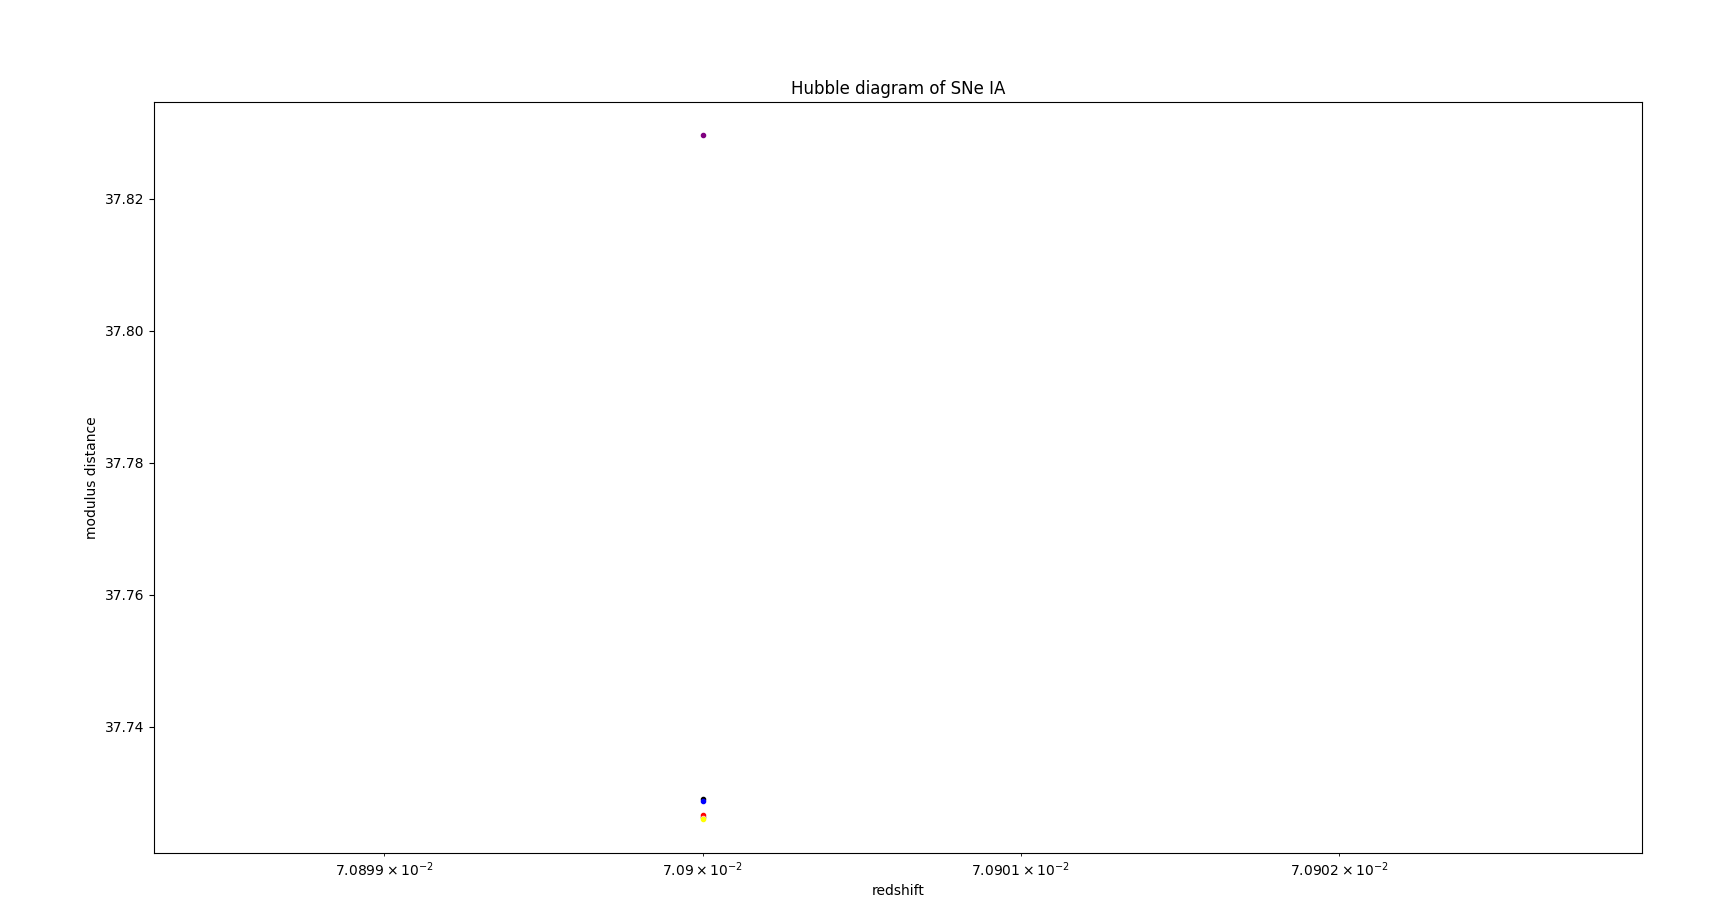 Hubble diagram of SNe IA
37.82
37.80
37.78
37.76
37.74
modulus distance
7.0899 × 10⁻² 7.09 × 10⁻² 7.0901 × 10⁻² 7.0902 × 10⁻²
redshift